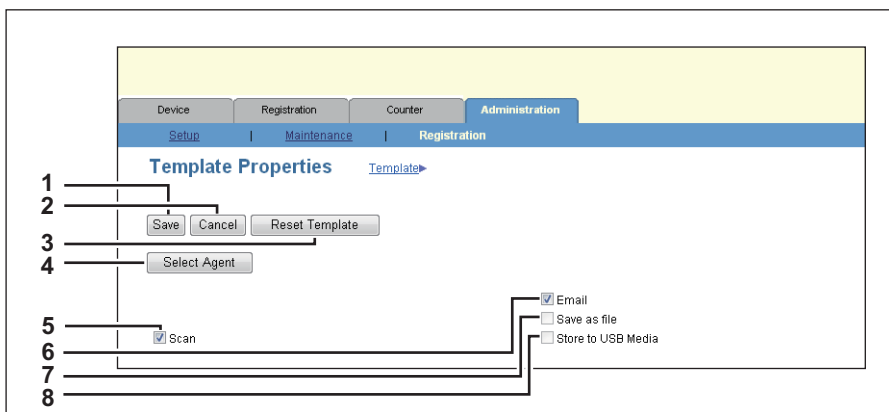 Device Registration Counter Administration
Setup | Maintenance | Registration
Template Properties Template
1
2
Save Cancel Reset Template
3
4 Select Agent
Email
5 Save as file
Scan Store to USB Media
6
7
8